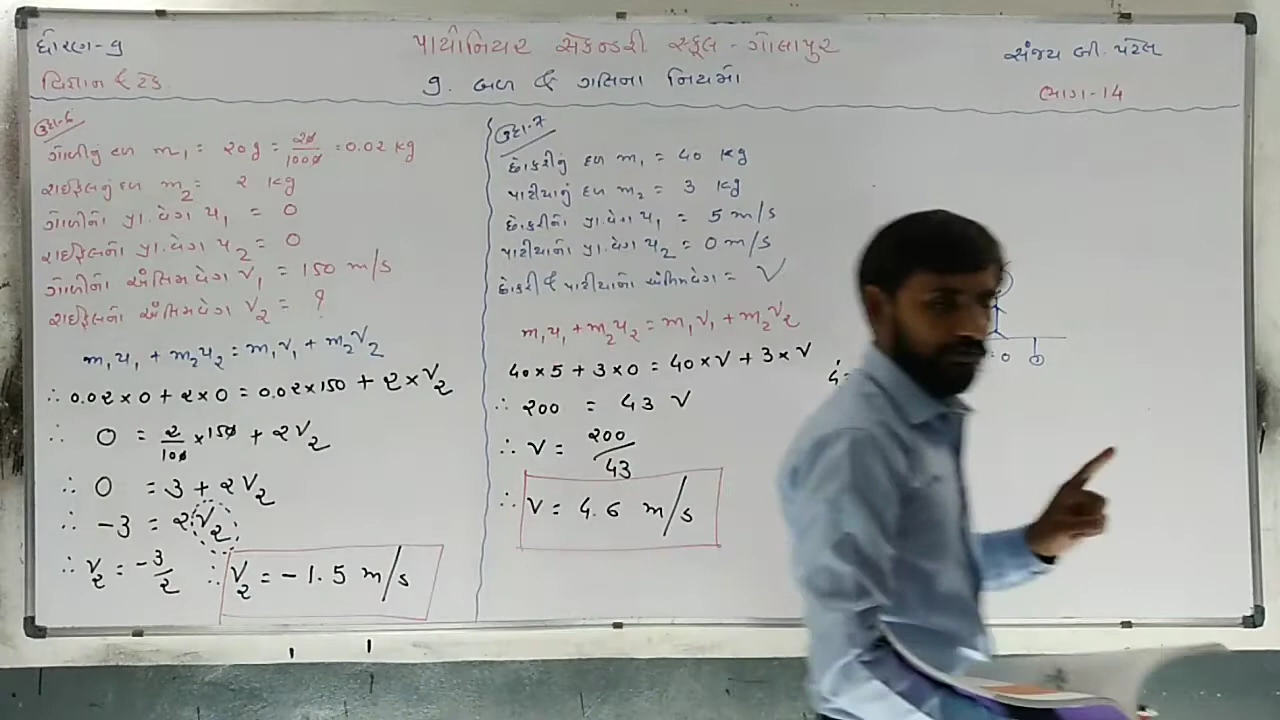 ધોરણ-9
વિજ્ઞાન & ટેક.
પાયોનિયર સેકન્ડરી સ્કૂલ - ગોલાપુર
9. બળ & ગતિના નિયમો
સંજય બી. પટેલ
ભાગ-14
ઉદા-6
ગોળીનું દળ m₁ = 20g = 20/1000 = 0.02 kg
રાઈફલનું દળ m₂ = 2 kg
ગોળીનો પ્રા.વેગ u₁ = 0
રાઈફલનો પ્રા.વેગ u₂ = 0
ગોળીનો અંતિમવેગ v₁ = 150 m/s
રાઈફલનો અંતિમવેગ v₂ = ?
m₁u₁ + m₂u₂ = m₁v₁ + m₂v₂
∴ 0.02 × 0 + 2 × 0 = 0.02 × 150 + 2 × v₂
∴ 0 = 2/100 × 150 + 2v₂
∴ 0 = 3 + 2v₂
∴ -3 = 2v₂
∴ v₂ = -3/2 ∴ v₂ = -1.5 m/s
ઉદા-7
છોકરીનું દળ m₁ = 40 kg
પાટીયાનું દળ m₂ = 3 kg
છોકરીનો પ્રા.વેગ u₁ = 5 m/s
પાટીયાનો પ્રા.વેગ u₂ = 0 m/s
છોકરી & પાટીયાનો અંતિમવેગ = v
m₁u₁ + m₂u₂ = m₁v₁ + m₂v₂
40×5 + 3×0 = 40×v + 3×v
∴ 200 = 43 v
∴ v = 200/43
∴ v = 4.6 m/s